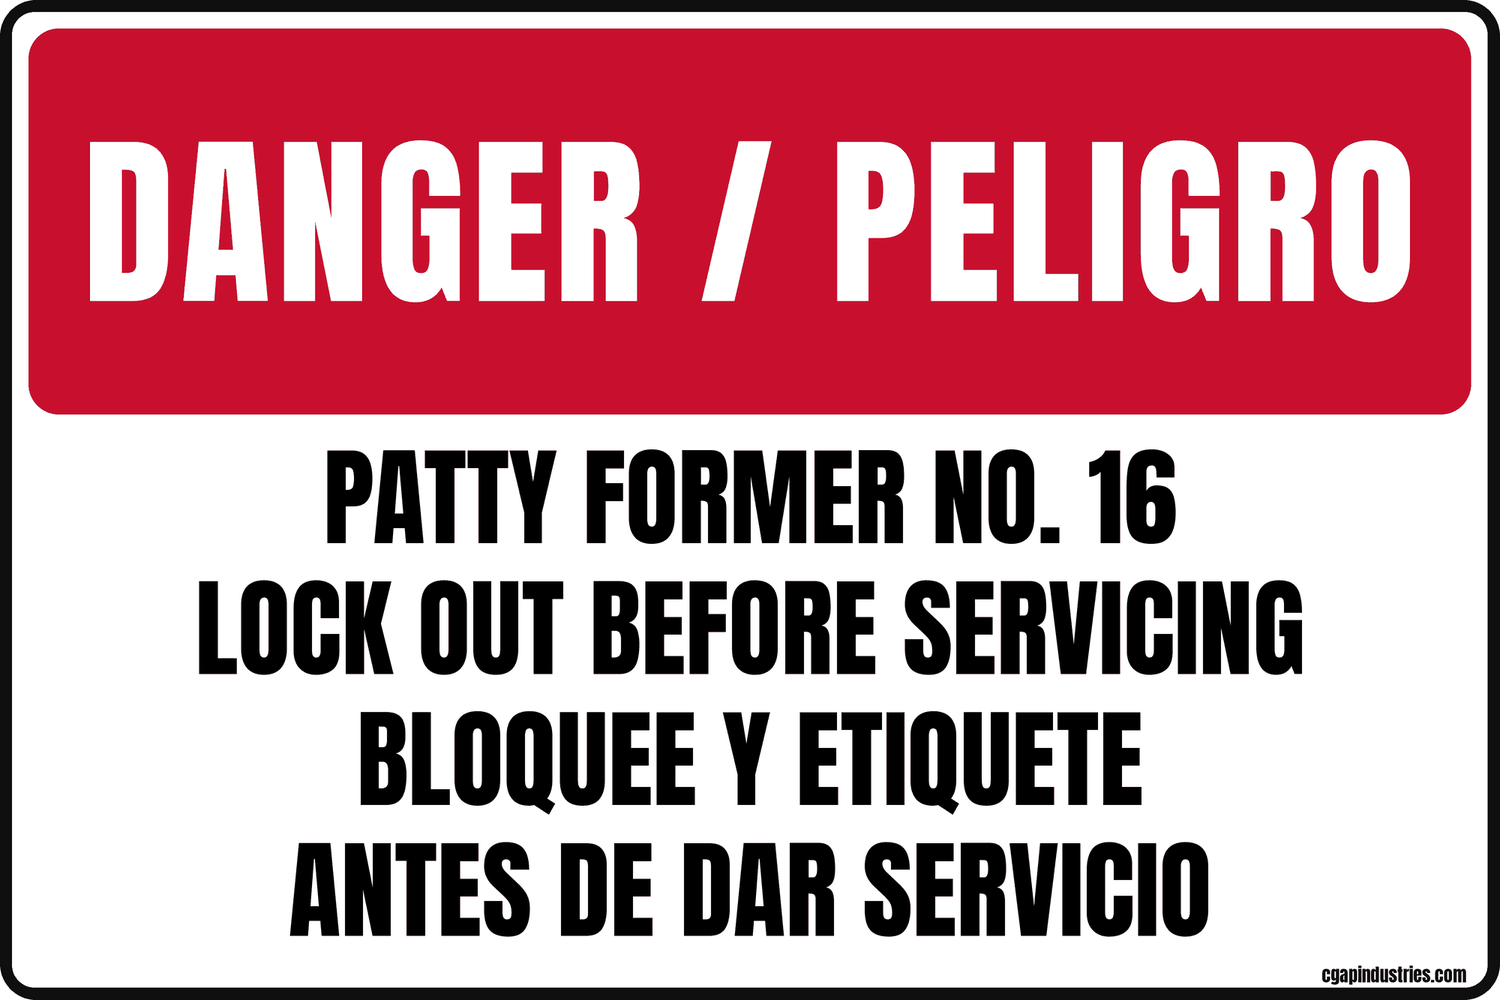 DANGER / PELIGRO
PATTY FORMER NO. 16
LOCK OUT BEFORE SERVICING
BLOQUEE Y ETIQUETE
ANTES DE DAR SERVICIO
cgapindustries.com